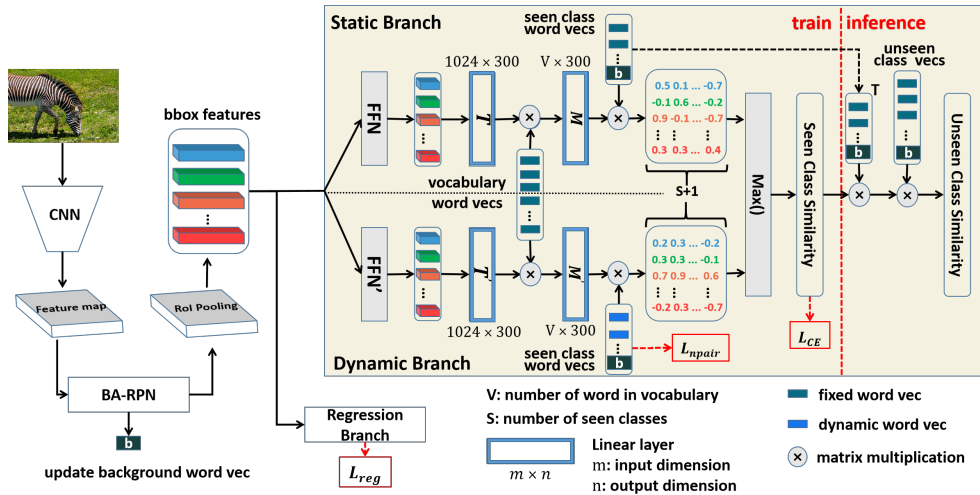 Static Branch
seen class
word vecs
train
inference
unseen
class vecs
b
1024 × 300
V × 300
T
bbox features
FFN
T
M
0.5 0.1 ... -0.7
-0.1 0.6 ... -0.2
0.9 -0.1 ... -0.7
0.3 0.3 ... 0.4
b
b
CNN
vocabulary
word vecs
S+1
Max()
Seen Class Similarity
Unseen Class Similarity
Feature map
RoI Pooling
FFN'
T'
M'
0.2 0.3 ... -0.2
0.3 0.3 ... -0.1
0.7 0.9 ... 0.6
-0.2 0.3 ... -0.7
1024 × 300
V × 300
L_CE
L_npair
b
seen class
word vecs
Dynamic Branch
BA-RPN
b
update background word vec
Regression
Branch
L_reg
V: number of word in vocabulary
S: number of seen classes
Linear layer
m: input dimension
n: output dimension
m × n
fixed word vec
dynamic word vec
matrix multiplication